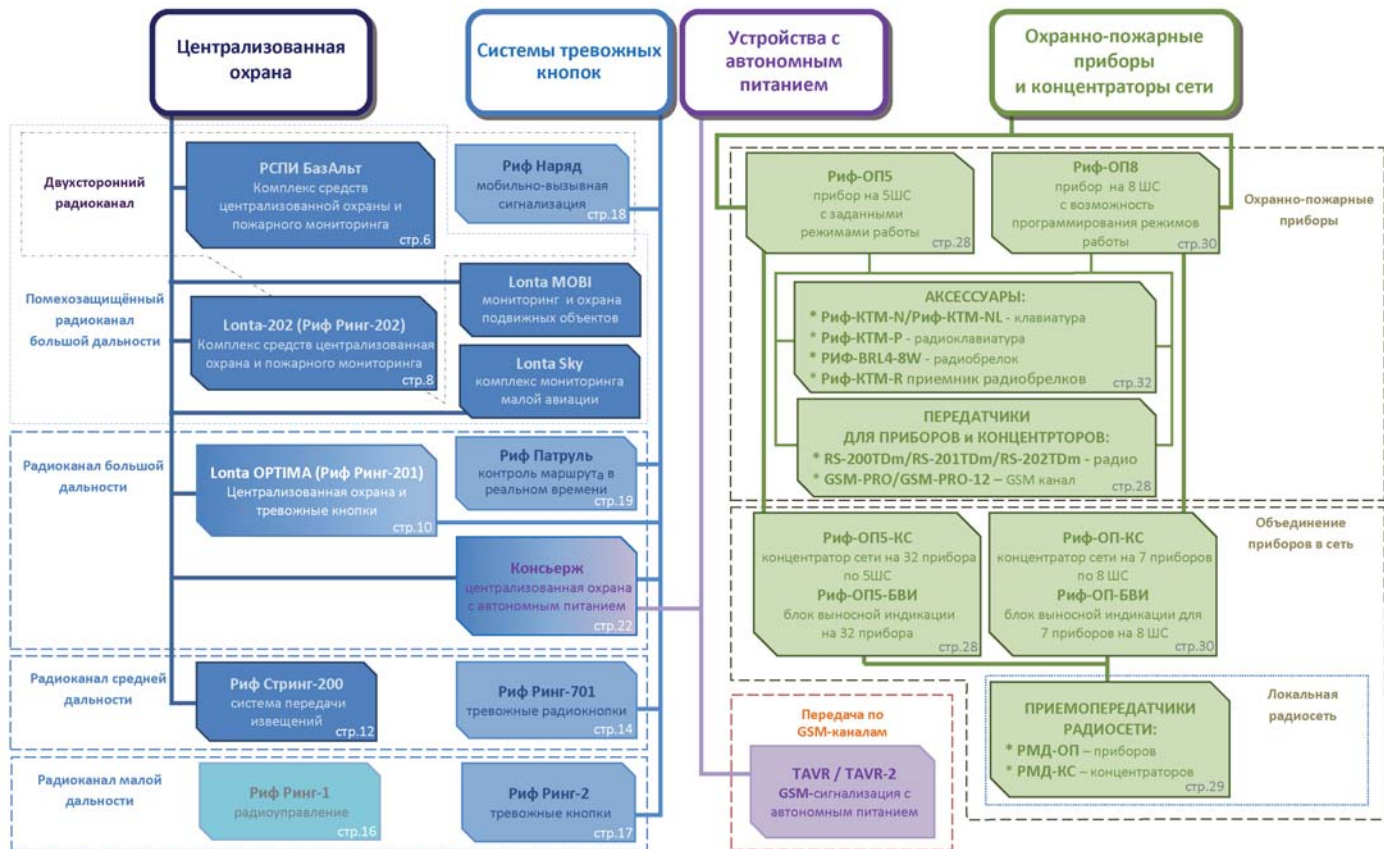 Централизованная
охрана
Системы тревожных
кнопок
Устройства с
автономным
питанием
Охранно-пожарные
приборы
и концентраторы сети
Двухсторонний
радиоканал
РСПИ БазАльт
Комплекс средств
централизованной охраны и
пожарного мониторинга
стр.6
Риф Наряд
мобильно-вызывная
сигнализация
стр.18
Помехозащищённый
радиоканал
большой дальности
Lonta-202 (Риф Ринг-202)
Комплекс средств централизованная
охрана и пожарного мониторинга
стр.8
Lonta MOBI
мониторинг и охрана
подвижных объектов
Lonta Sky
комплекс мониторинга
малой авиации
Радиоканал большой
дальности
Lonta OPTIMA (Риф Ринг-201)
Централизованная охрана и
тревожные кнопки
стр.10
Риф Патруль
контроль маршрута в
реальном времени
стр.19
Консьерж
централизованная охрана
с автономным питанием
стр.22
Радиоканал средней
дальности
Риф Стринг-200
система передачи
извещений
стр.12
Риф Ринг-701
тревожные радиокнопки
стр.14
Радиоканал малой
дальности
Риф Ринг-1
радиоуправление
стр.16
Риф Ринг-2
тревожные кнопки
стр.17
Передача по
GSM-каналам
TAVR / TAVR-2
GSM-сигнализация с
автономным питанием
Риф-ОП5
прибор на 5ШС
с заданными
режимами работы
стр.28
Риф-ОП8
прибор на 8 ШС
с возможность
программирования режимов
работы
стр.30
Охранно-пожарные
приборы
АКСЕССУАРЫ:
* Риф-КТМ-N/Риф-КТМ-NL - клавиатура
* Риф-КТМ-P - радиоклавиатура
* РИФ-BRL4-8W - радиобрелок
* Риф-КТМ-R приемник радиобрелков
стр.32
ПЕРЕДАТЧИКИ
ДЛЯ ПРИБОРОВ и КОНЦЕНТРТОРОВ:
* RS-200TDm/RS-201TDm/RS-202TDm - радио
* GSM-PRO/GSM-PRO-12 – GSM канал
стр.28
Объединение
приборов в сеть
Риф-ОП5-КС
концентратор сети на 32 прибора
по 5ШС
Риф-ОП5-БВИ
блок выносной индикации
на 32 прибора
стр.28
Риф-ОП-КС
концентратор сети на 7 приборов
по 8 ШС
Риф-ОП-БВИ
блок выносной индикации для
7 приборов на 8 ШС
стр.30
Локальная
радиосеть
ПРИЕМОПЕРЕДАТЧИКИ
РАДИОСЕТИ:
* РМД-ОП – приборов
* РМД-КС – концентраторов
стр.29